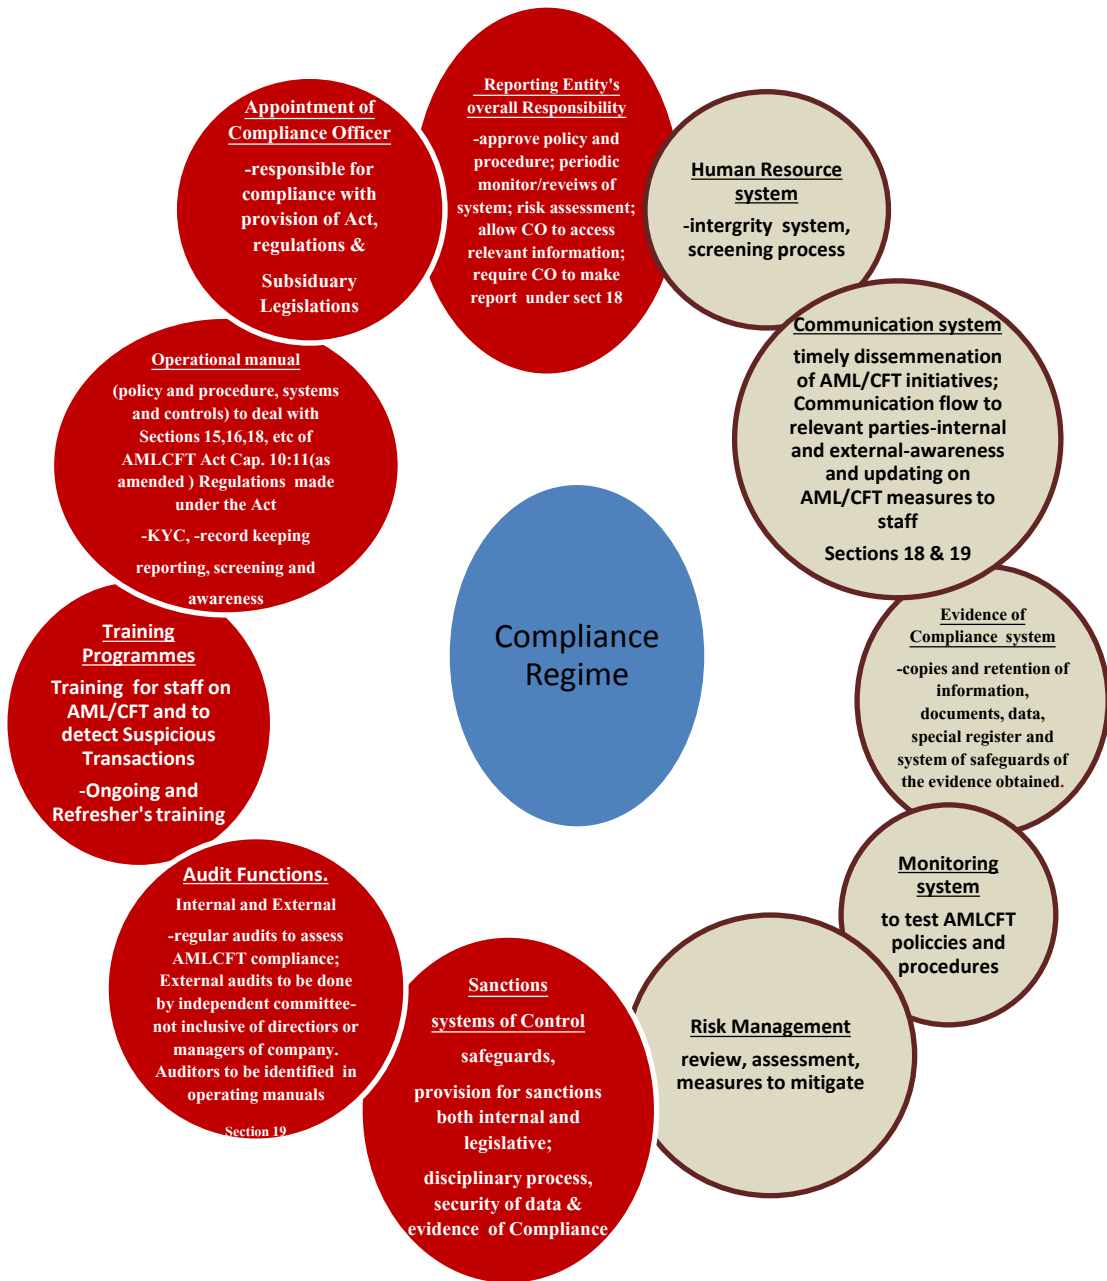 Reporting Entity's
overall Responsibility
-approve policy and
procedure; periodic
monitor/reveiws of
system; risk assessment;
allow CO to access
relevant information;
require CO to make
report under sect 18
Human Resource
system
-intergrity system,
screening process
Communication system
timely dissemmenation
of AML/CFT initiatives;
Communication flow to
relevant parties-internal
and external-awareness
and updating on
AML/CFT measures to
staff
Sections 18 & 19
Evidence of
Compliance system
-copies and retention of
information,
documents, data,
special register and
system of safeguards of
the evidence obtained.
Monitoring
system
to test AMLCFT
policcies and
procedures
Risk Management
review, assessment,
measures to mitigate
Sanctions
systems of Control
safeguards,
provision for sanctions
both internal and
legislative;
disciplinary process,
security of data &
evidence of Compliance
Audit Functions.
Internal and External
-regular audits to assess
AMLCFT compliance;
External audits to be done
by independent committee-
not inclusive of directiors or
managers of company.
Auditors to be identified in
operating manuals
Section 19
Training
Programmes
Training for staff on
AML/CFT and to
detect Suspicious
Transactions
-Ongoing and
Refresher's training
Operational manual
(policy and procedure, systems
and controls) to deal with
Sections 15,16,18, etc of
AMLCFT Act Cap. 10:11(as
amended ) Regulations made
under the Act
-KYC, -record keeping
reporting, screening and
awareness
Appointment of
Compliance Officer
-responsible for
compliance with
provision of Act,
regulations &
Subsiduary
Legislations
Compliance
Regime